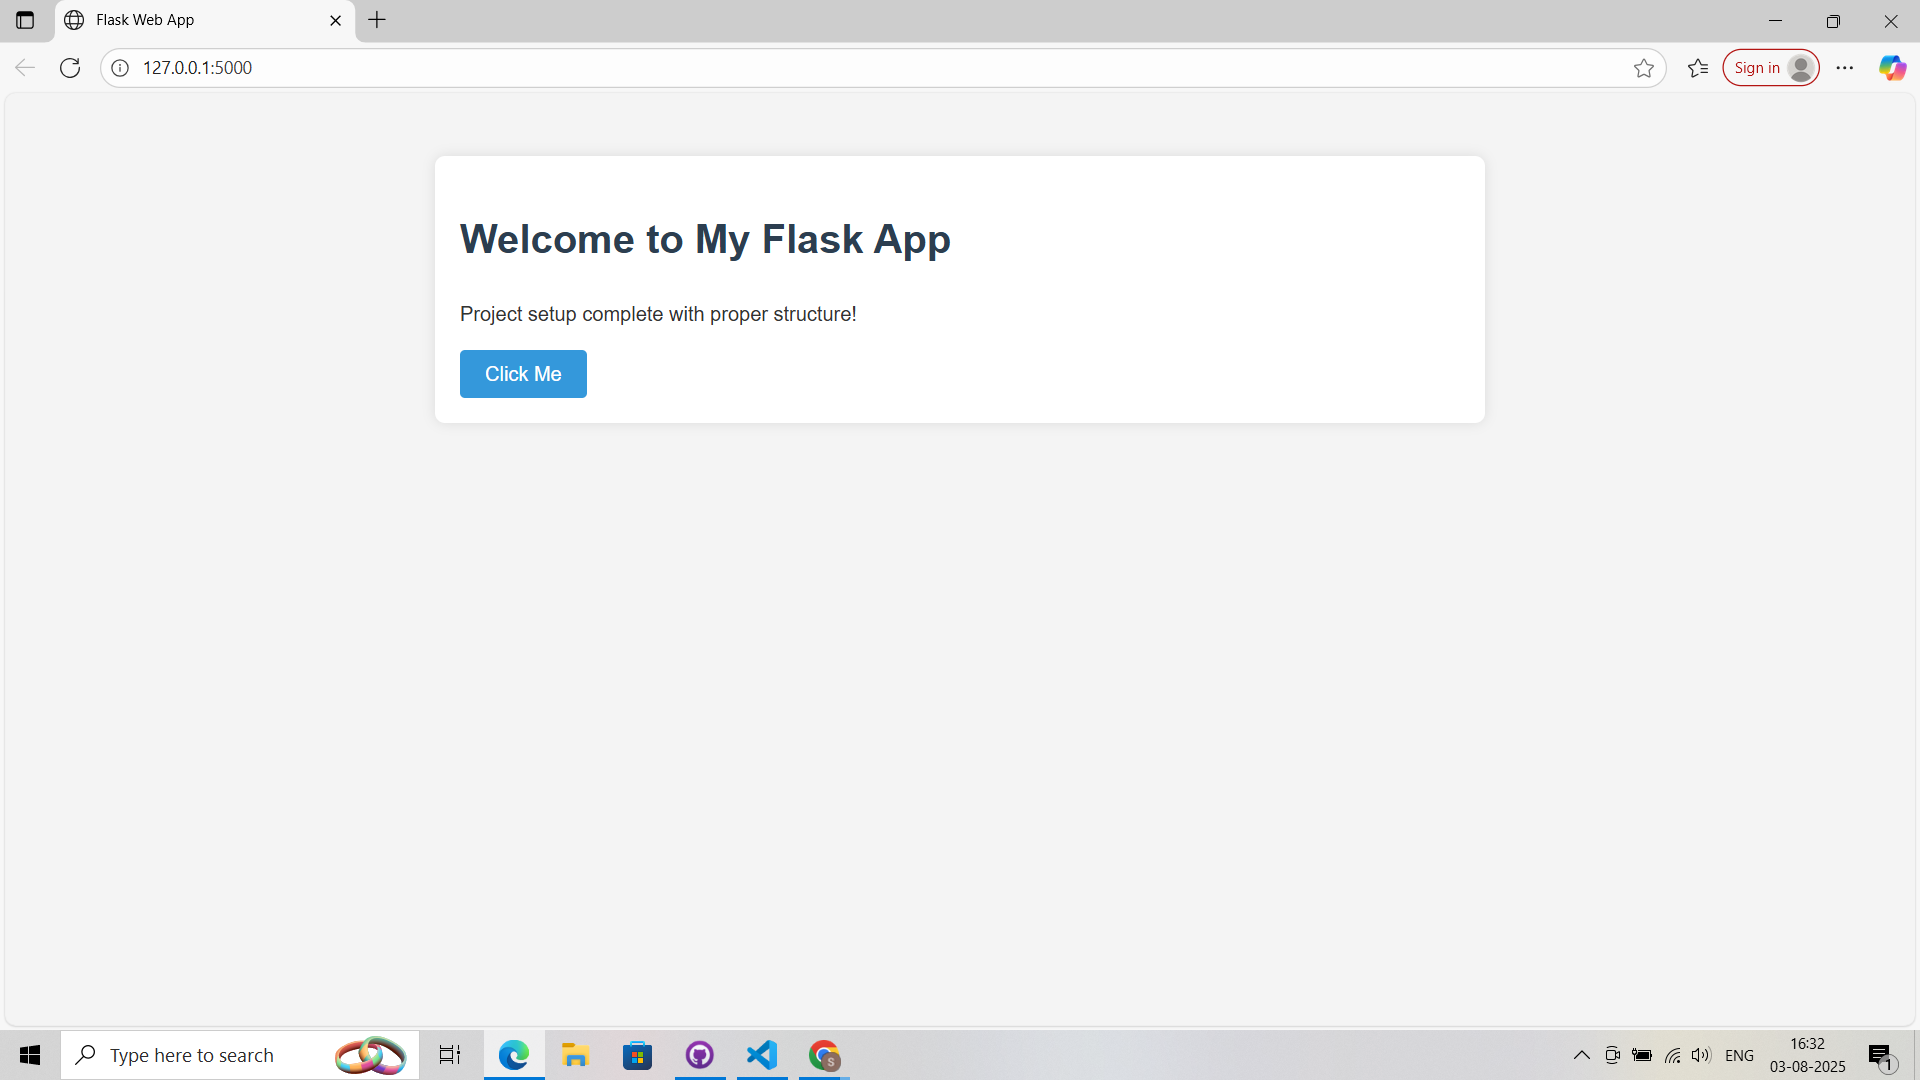 Flask Web App
127.0.0.1:5000
Sign in
Welcome to My Flask App
Project setup complete with proper structure!
Click Me
Type here to search
S
ENG
16:32
03-08-2025
1